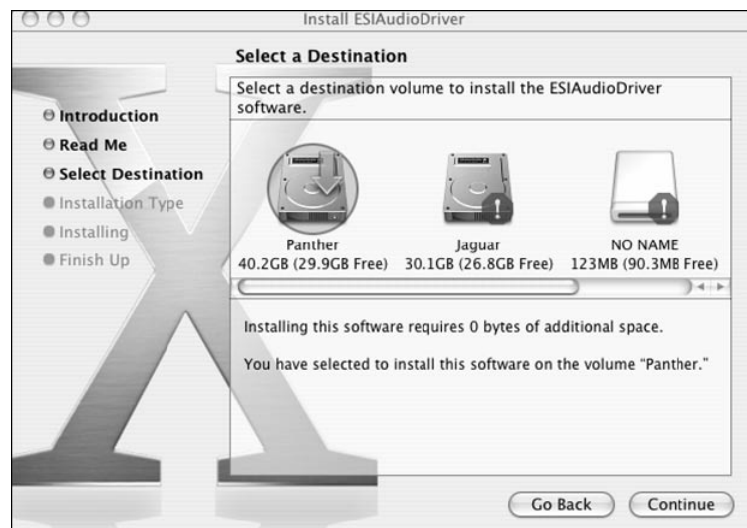 Install ESIAudioDriver
Select a Destination
Introduction
Read Me
Select Destination
Installation Type
Installing
Finish Up
Select a destination volume to install the ESIAudioDriver
software.
Panther
40.2GB (29.9GB Free)
Jaguar
30.1GB (26.8GB Free)
NO NAME
123MB (90.3MB Free)
Installing this software requires 0 bytes of additional space.
You have selected to install this software on the volume “Panther.”
Go Back
Continue